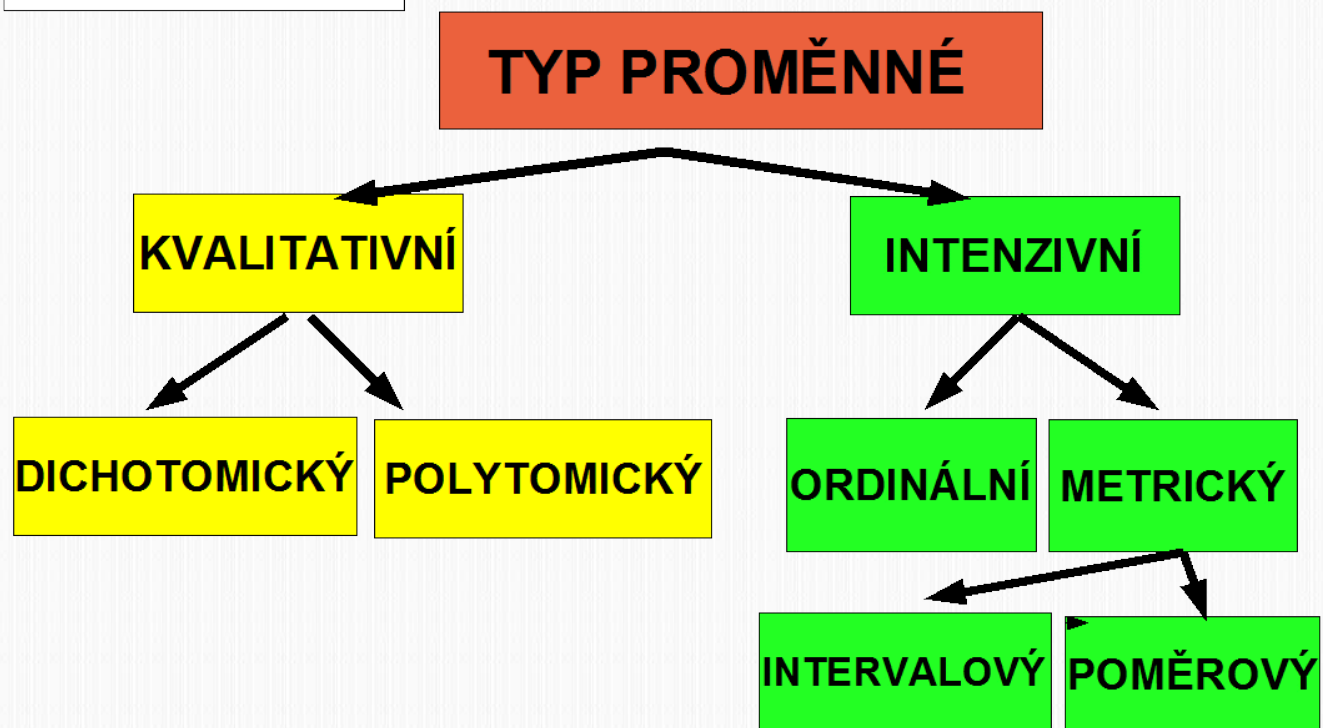 TYP PROMĚNNÉ
KVALITATIVNÍ
INTENZIVNÍ
DICHOTOMICKÝ
POLYTOMICKÝ
ORDINÁLNÍ
METRICKÝ
INTERVALOVÝ
POMĚROVÝ